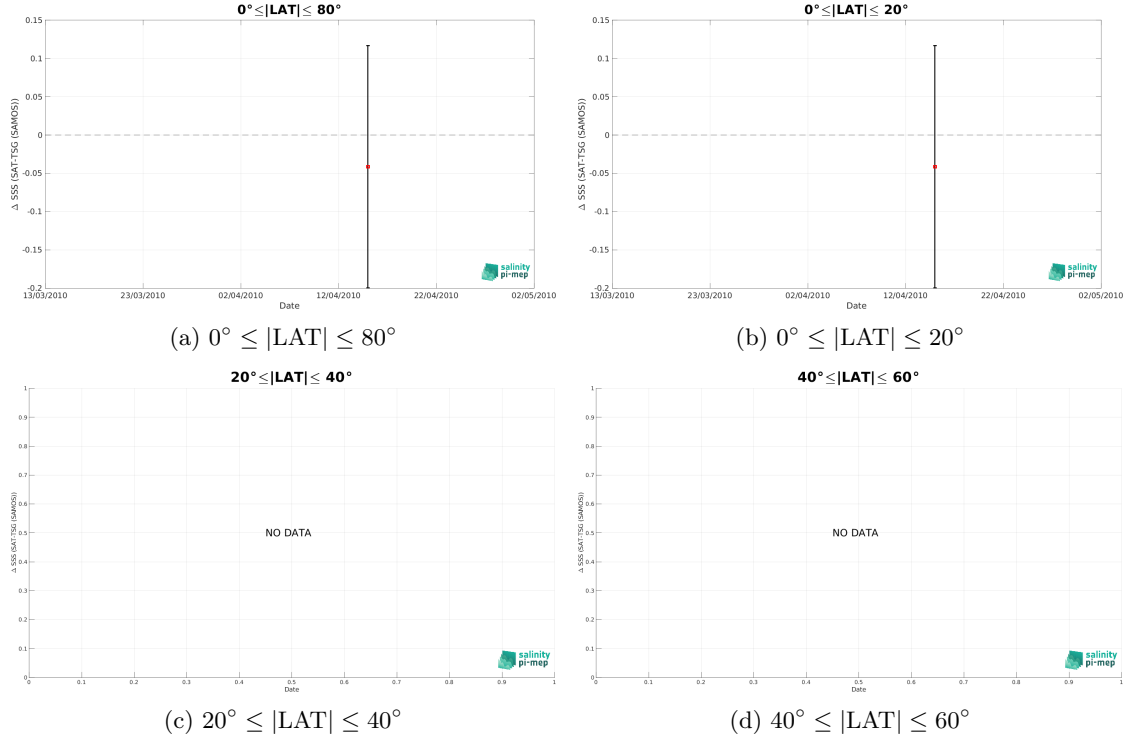 0°≤|LAT|≤ 80°
0.15
0.1
0.05
0
-0.05
-0.1
-0.15
-0.2
Δ SSS (SAT-TSG (SAMOS))
13/03/2010 23/03/2010 02/04/2010 12/04/2010 22/04/2010 02/05/2010
Date
salinity
pi-mep
(a) 0° ≤ |LAT| ≤ 80°
0°≤|LAT|≤ 20°
0.15
0.1
0.05
0
-0.05
-0.1
-0.15
-0.2
Δ SSS (SAT-TSG (SAMOS))
13/03/2010 23/03/2010 02/04/2010 12/04/2010 22/04/2010 02/05/2010
Date
salinity
pi-mep
(b) 0° ≤ |LAT| ≤ 20°
20°≤|LAT|≤ 40°
1
0.9
0.8
0.7
0.6
0.5
0.4
0.3
0.2
0.1
0
Δ SSS (SAT-TSG (SAMOS))
NO DATA
0 0.1 0.2 0.3 0.4 0.5 0.6 0.7 0.8 0.9 1
Date
salinity
pi-mep
(c) 20° ≤ |LAT| ≤ 40°
40°≤|LAT|≤ 60°
1
0.9
0.8
0.7
0.6
0.5
0.4
0.3
0.2
0.1
0
Δ SSS (SAT-TSG (SAMOS))
NO DATA
0 0.1 0.2 0.3 0.4 0.5 0.6 0.7 0.8 0.9 1
Date
salinity
pi-mep
(d) 40° ≤ |LAT| ≤ 60°